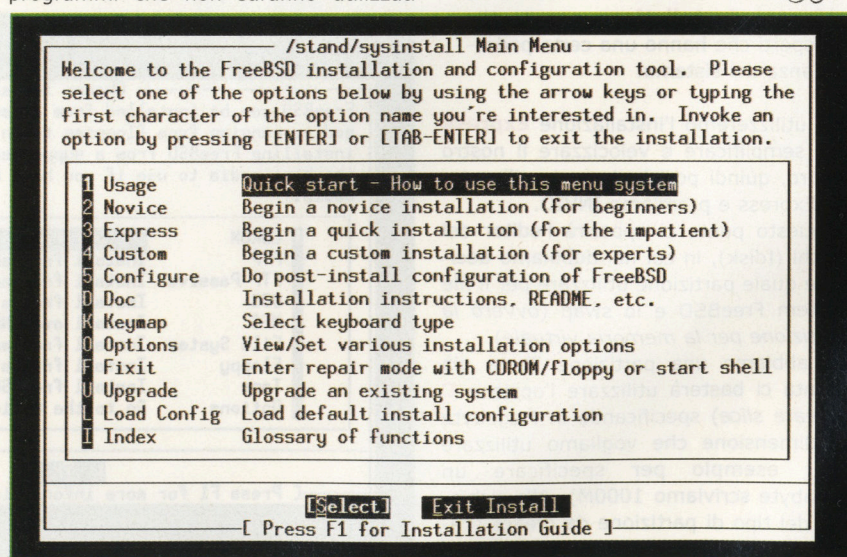 programmi che non saranno utilizzati
/stand/sysinstall Main Menu
Welcome to the FreeBSD installation and configuration tool. Please
select one of the options below by using the arrow keys or typing the
first character of the option name you're interested in. Invoke an
option by pressing [ENTER] or [TAB-ENTER] to exit the installation.
1 Usage Quick start - How to use this menu system
2 Novice Begin a novice installation (for beginners)
3 Express Begin a quick installation (for the impatient)
4 Custom Begin a custom installation (for experts)
5 Configure Do post-install configuration of FreeBSD
D Doc Installation instructions, README, etc.
K Keymap Select keyboard type
O Options View/Set various installation options
F Fixit Enter repair mode with CDROM/floppy or start shell
U Upgrade Upgrade an existing system
L Load Config Load default install configuration
I Index Glossary of functions
[Select] Exit Install
[ Press F1 for Installation Guide ]